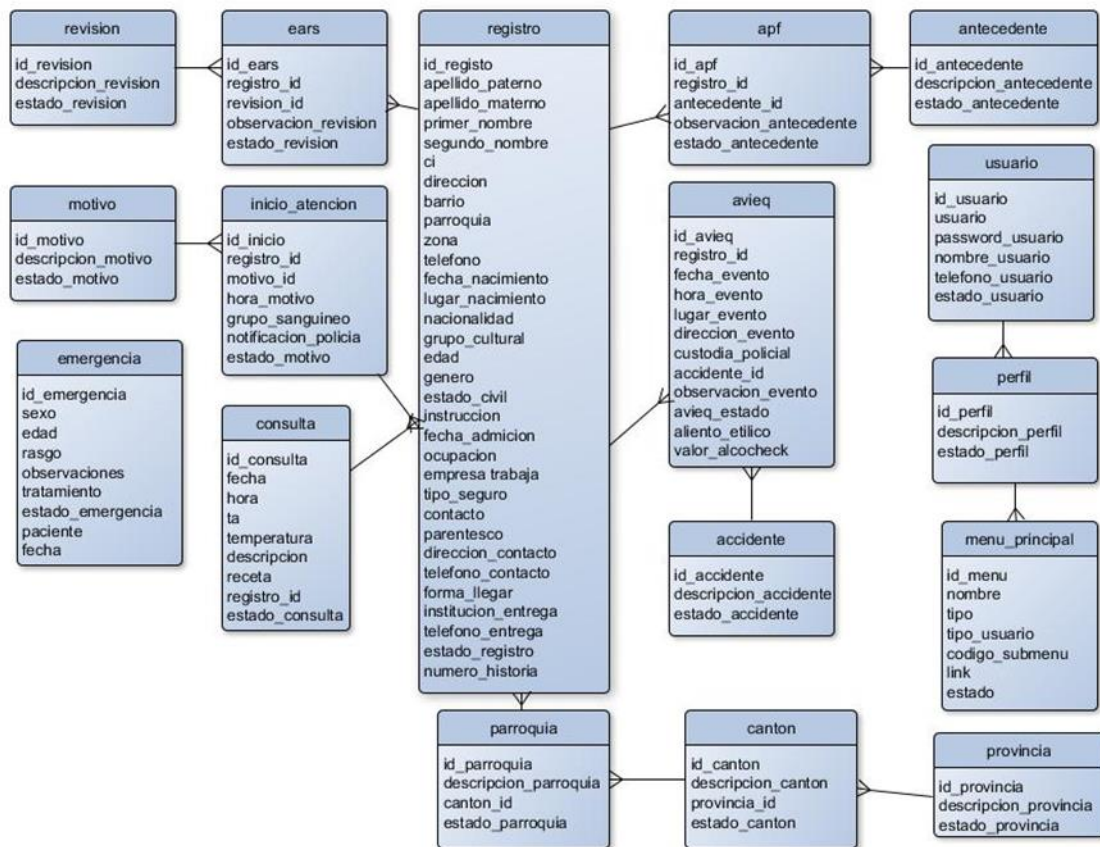 revision
id_revision
descripcion_revision
estado_revision
ears
id_ears
registro_id
revision_id
observacion_revision
estado_revision
registro
id_registo
apellido_paterno
apellido_materno
primer_nombre
segundo_nombre
ci
direccion
barrio
parroquia
zona
telefono
fecha_nacimiento
lugar_nacimiento
nacionalidad
grupo_cultural
edad
genero
estado_civil
instruccion
fecha_admicion
ocupacion
empresa trabaja
tipo_seguro
contacto
parentesco
direccion_contacto
telefono_contacto
forma_llegar
institucion_entrega
telefono_entrega
estado_registro
numero_historia
apf
id_apf
registro_id
antecedente_id
observacion_antecedente
estado_antecedente
antecedente
id_antecedente
descripcion_antecedente
estado_antecedente
motivo
id_motivo
descripcion_motivo
estado_motivo
inicio_atencion
id_inicio
registro_id
motivo_id
hora_motivo
grupo_sanguineo
notificacion_policia
estado_motivo
avieq
id_avieq
registro_id
fecha_evento
hora_evento
lugar_evento
direccion_evento
custodia_policial
accidente_id
observacion_evento
avieq_estado
aliento_etilico
valor_alcocheck
usuario
id_usuario
usuario
password_usuario
nombre_usuario
telefono_usuario
estado_usuario
emergencia
id_emergencia
sexo
edad
rasgo
observaciones
tratamiento
estado_emergencia
paciente
fecha
consulta
id_consulta
fecha
hora
ta
temperatura
descripcion
receta
registro_id
estado_consulta
perfil
id_perfil
descripcion_perfil
estado_perfil
accidente
id_accidente
descripcion_accidente
estado_accidente
menu_principal
id_menu
nombre
tipo
tipo_usuario
codigo_submenu
link
estado
parroquia
id_parroquia
descripcion_parroquia
canton_id
estado_parroquia
canton
id_canton
descripcion_canton
provincia_id
estado_canton
provincia
id_provincia
descripcion_provincia
estado_provincia